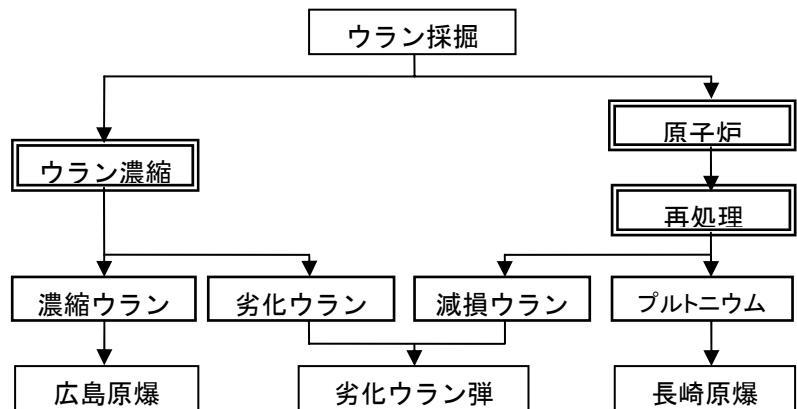 ウラン採掘
原子炉
ウラン濃縮
再処理
濃縮ウラン
劣化ウラン
減損ウラン
プルトニウム
広島原爆
劣化ウラン弾
長崎原爆